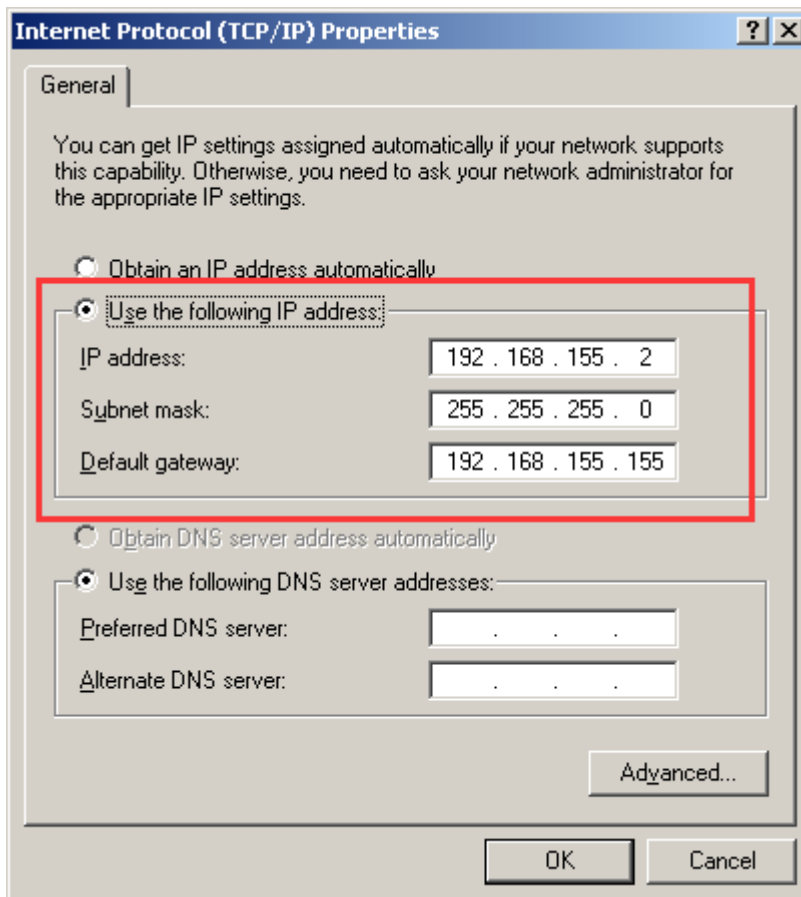 Internet Protocol (TCP/IP) Properties
General
You can get IP settings assigned automatically if your network supports
this capability. Otherwise, you need to ask your network administrator for
the appropriate IP settings.
Obtain an IP address automatically
Use the following IP address:
IP address: 192 . 168 . 155 . 2
Subnet mask: 255 . 255 . 255 . 0
Default gateway: 192 . 168 . 155 . 155
Obtain DNS server address automatically
Use the following DNS server addresses:
Preferred DNS server: . . .
Alternate DNS server: . . .
Advanced...
OK Cancel